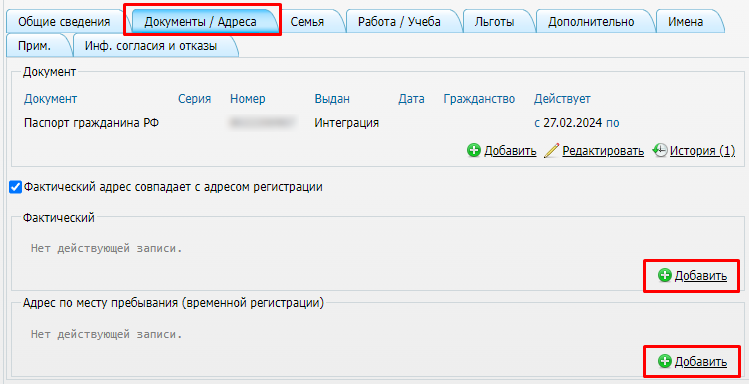 Общие сведения Документы / Адреса Семья Работа / Учеба Льготы Дополнительно Имена
Прим. Инф. согласия и отказы
Документ
Документ Серия Номер Выдан Дата Гражданство Действует
Паспорт гражданина РФ Интеграция с 27.02.2024 по
Добавить Редактировать История (1)
Фактический адрес совпадает с адресом регистрации
Фактический
Нет действующей записи.
Добавить
Адрес по месту пребывания (временной регистрации)
Нет действующей записи.
Добавить